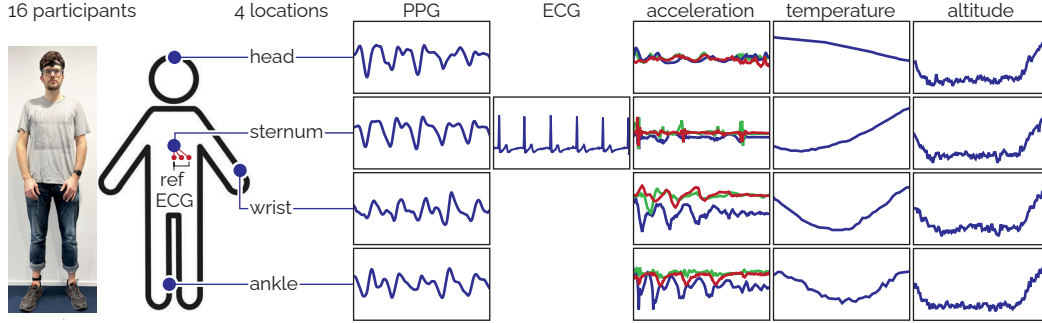 16 participants
4 locations
PPG
ECG
acceleration
temperature
altitude
head
sternum
ref
ECG
wrist
ankle